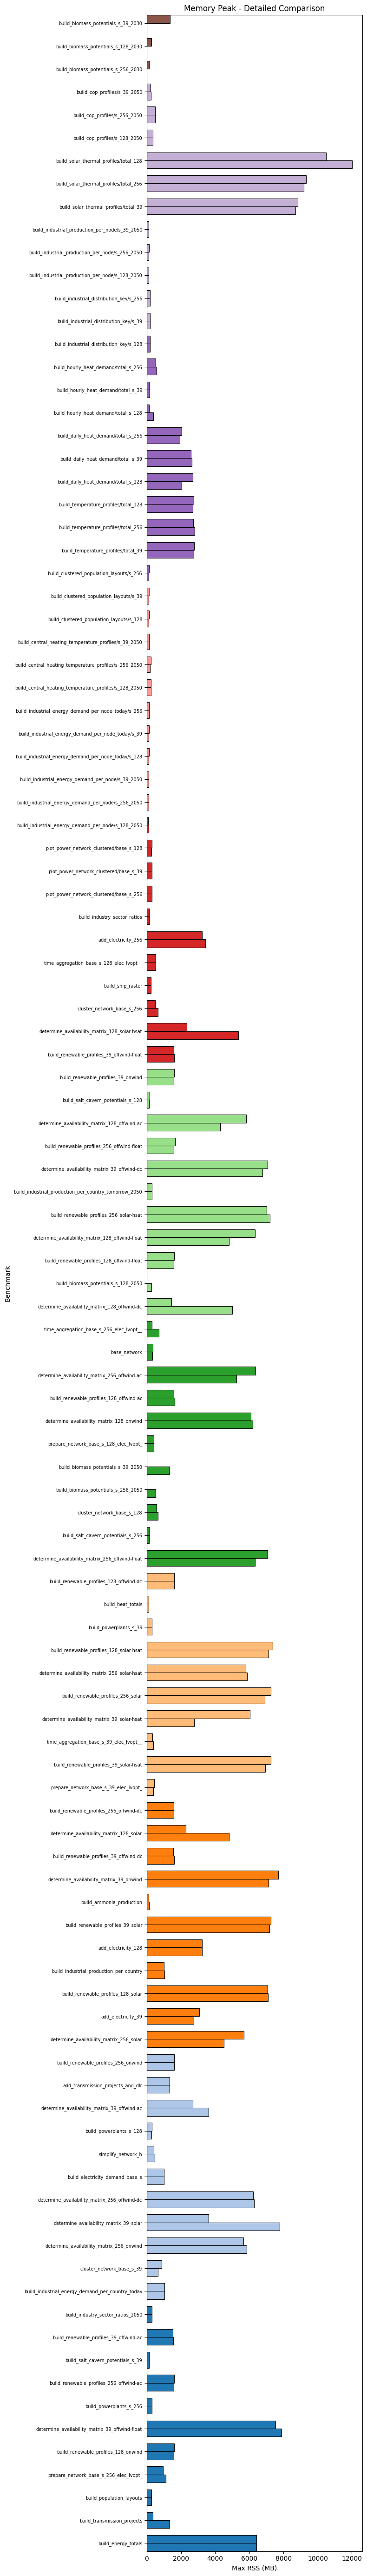 Memory Peak - Detailed Comparison
build_biomass_potentials_s_39_2030
build_biomass_potentials_s_128_2030
build_biomass_potentials_s_256_2030
build_cop_profiles/s_39_2050
build_cop_profiles/s_256_2050
build_cop_profiles/s_128_2050
build_solar_thermal_profiles/total_128
build_solar_thermal_profiles/total_256
build_solar_thermal_profiles/total_39
build_industrial_production_per_node/s_39_2050
build_industrial_production_per_node/s_256_2050
build_industrial_production_per_node/s_128_2050
build_industrial_distribution_key/s_256
build_industrial_distribution_key/s_39
build_industrial_distribution_key/s_128
build_hourly_heat_demand/total_s_256
build_hourly_heat_demand/total_s_39
build_hourly_heat_demand/total_s_128
build_daily_heat_demand/total_s_256
build_daily_heat_demand/total_s_39
build_daily_heat_demand/total_s_128
build_temperature_profiles/total_128
build_temperature_profiles/total_256
build_temperature_profiles/total_39
build_clustered_population_layouts/s_256
build_clustered_population_layouts/s_39
build_clustered_population_layouts/s_128
build_central_heating_temperature_profiles/s_39_2050
build_central_heating_temperature_profiles/s_256_2050
build_central_heating_temperature_profiles/s_128_2050
build_industrial_energy_demand_per_node_today/s_256
build_industrial_energy_demand_per_node_today/s_39
build_industrial_energy_demand_per_node_today/s_128
build_industrial_energy_demand_per_node/s_39_2050
build_industrial_energy_demand_per_node/s_256_2050
build_industrial_energy_demand_per_node/s_128_2050
plot_power_network_clustered/base_s_128
plot_power_network_clustered/base_s_39
plot_power_network_clustered/base_s_256
build_industry_sector_ratios
add_electricity_256
time_aggregation_base_s_128_elec_lvopt__
build_ship_raster
cluster_network_base_s_256
determine_availability_matrix_128_solar-hsat
build_renewable_profiles_39_offwind-float
build_renewable_profiles_39_onwind
build_salt_cavern_potentials_s_128
determine_availability_matrix_128_offwind-ac
build_renewable_profiles_256_offwind-float
determine_availability_matrix_39_offwind-dc
build_industrial_production_per_country_tomorrow_2050
build_renewable_profiles_256_solar-hsat
determine_availability_matrix_128_offwind-float
build_renewable_profiles_128_offwind-float
build_biomass_potentials_s_128_2050
determine_availability_matrix_128_offwind-dc
time_aggregation_base_s_256_elec_lvopt__
base_network
determine_availability_matrix_256_offwind-ac
build_renewable_profiles_128_offwind-ac
determine_availability_matrix_128_onwind
prepare_network_base_s_128_elec_lvopt_
build_biomass_potentials_s_39_2050
build_biomass_potentials_s_256_2050
cluster_network_base_s_128
build_salt_cavern_potentials_s_256
determine_availability_matrix_256_offwind-float
build_renewable_profiles_128_offwind-dc
build_heat_totals
build_powerplants_s_39
build_renewable_profiles_128_solar-hsat
determine_availability_matrix_256_solar-hsat
build_renewable_profiles_256_solar
determine_availability_matrix_39_solar-hsat
time_aggregation_base_s_39_elec_lvopt__
build_renewable_profiles_39_solar-hsat
prepare_network_base_s_39_elec_lvopt_
build_renewable_profiles_256_offwind-dc
determine_availability_matrix_128_solar
build_renewable_profiles_39_offwind-dc
determine_availability_matrix_39_onwind
build_ammonia_production
build_renewable_profiles_39_solar
add_electricity_128
build_industrial_production_per_country
build_renewable_profiles_128_solar
add_electricity_39
determine_availability_matrix_256_solar
build_renewable_profiles_256_onwind
add_transmission_projects_and_dlr
determine_availability_matrix_39_offwind-ac
build_powerplants_s_128
simplify_network_b
build_electricity_demand_base_s
determine_availability_matrix_256_offwind-dc
determine_availability_matrix_39_solar
determine_availability_matrix_256_onwind
cluster_network_base_s_39
build_industrial_energy_demand_per_country_today
build_industry_sector_ratios_2050
build_renewable_profiles_39_offwind-ac
build_salt_cavern_potentials_s_39
build_renewable_profiles_256_offwind-ac
build_powerplants_s_256
determine_availability_matrix_39_offwind-float
build_renewable_profiles_128_onwind
prepare_network_base_s_256_elec_lvopt_
build_population_layouts
build_transmission_projects
build_energy_totals
Benchmark
0 2000 4000 6000 8000 10000 12000
Max RSS (MB)